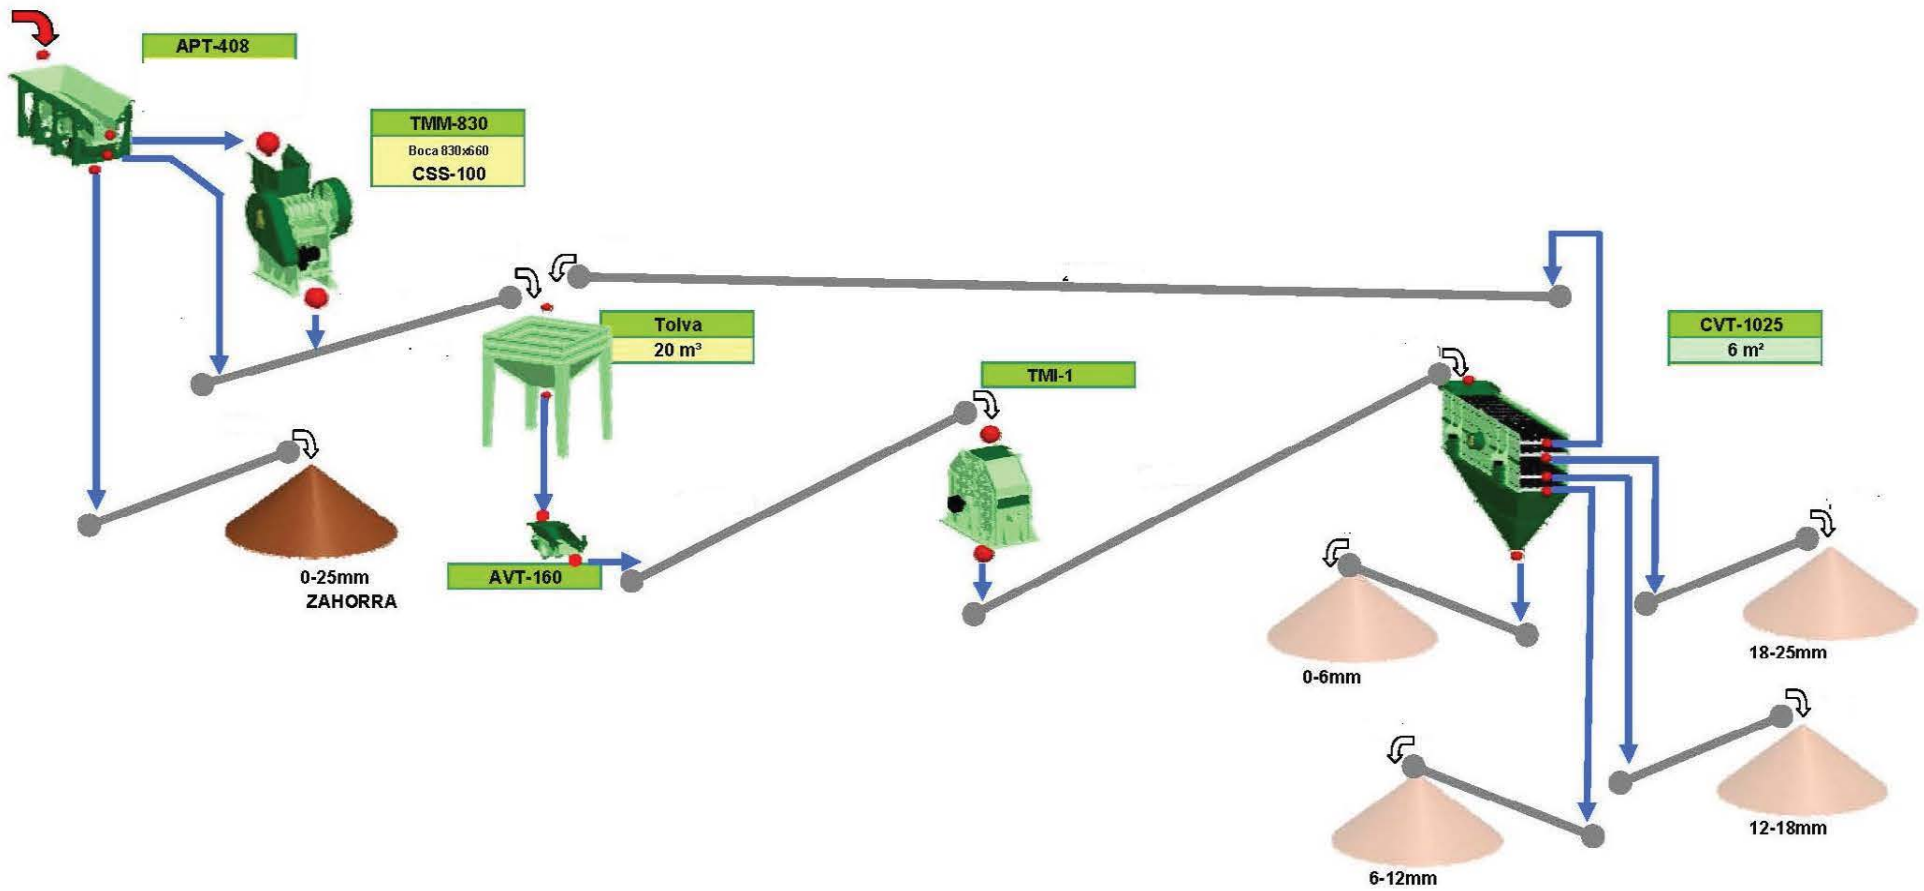 APT-408
TMM-830
Boca 830x660
CSS-100
Tolva
20 m³
CVT-1025
6 m²
TMI-1
AVT-160
0-25mm
ZAHORRA
18-25mm
0-6mm
12-18mm
6-12mm